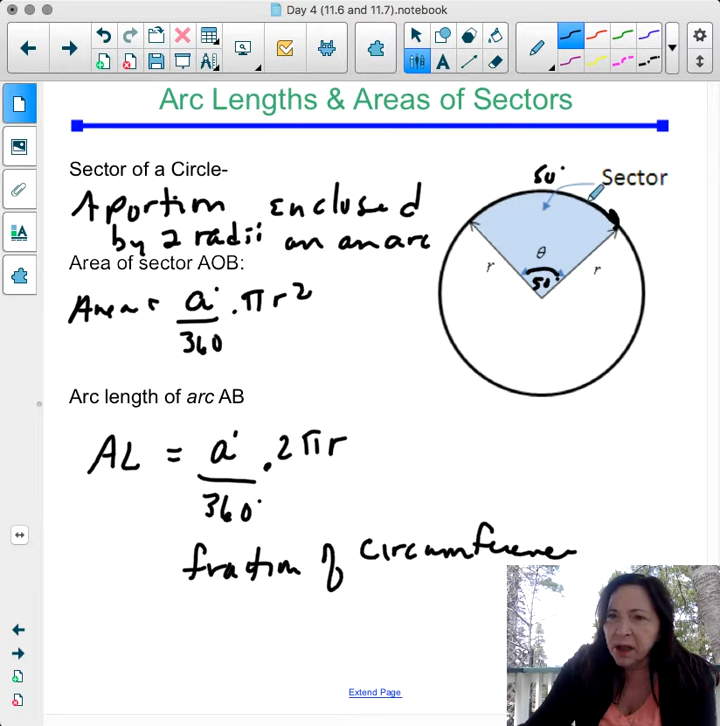 Day 4 (11.6 and 11.7).notebook
Arc Lengths & Areas of Sectors
Sector of a Circle-
A portion enclosed
by 2 radii an an arc
Area of sector AOB:
Area = a° / 360 . πr²
Arc length of arc AB
AL = a° / 360° . 2πr
fraction of circumference
50°
Sector
θ
r
r
50°
Extend Page